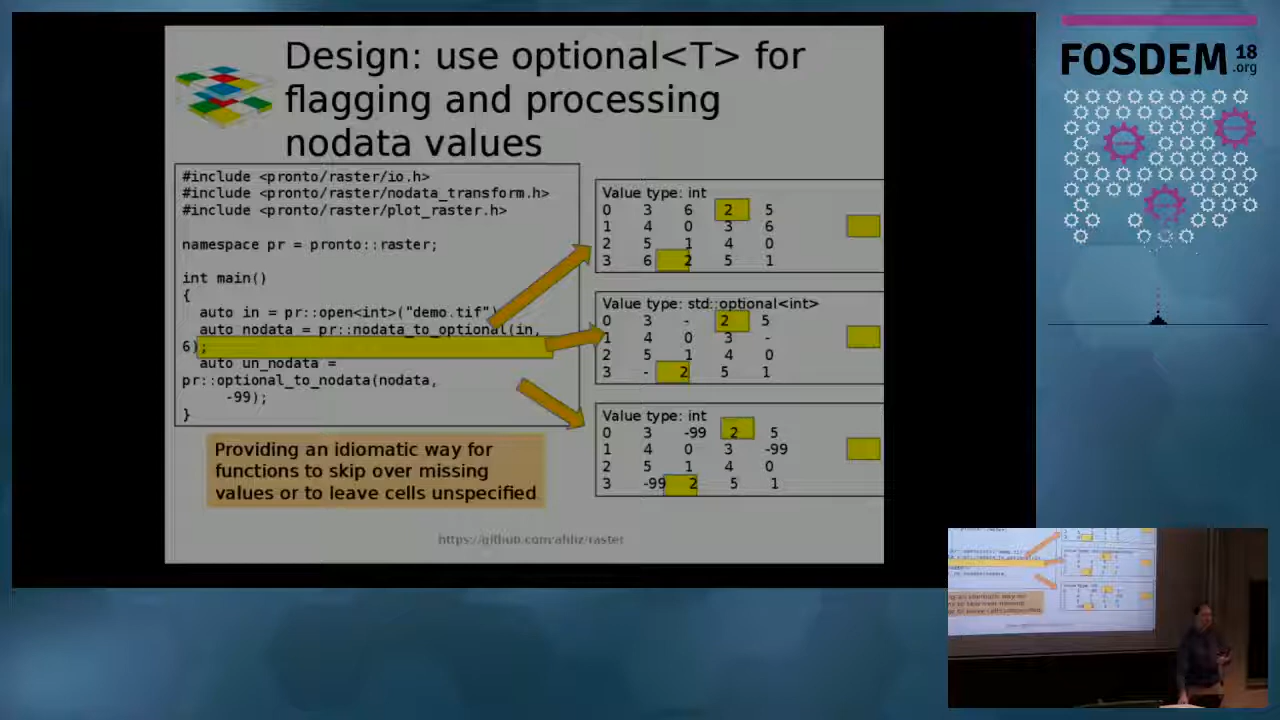 Design: use optional<T> for
flagging and processing
nodata values
#include <pronto/raster/io.h>
#include <pronto/raster/nodata_transform.h>
#include <pronto/raster/plot_raster.h>
namespace pr = pronto::raster;
int main()
{
auto in = pr::open<int>("demo.tif")
auto nodata = pr::nodata_to_optional(in,
6);
auto un_nodata =
pr::optional_to_nodata(nodata,
-99);
}
Providing an idiomatic way for
functions to skip over missing
values or to leave cells unspecified
Value type: int
0 3 6 2 5
1 4 0 3 6
2 5 1 4 0
3 6 2 5 1
Value type: std::optional<int>
0 3 - 2 5
1 4 0 3 -
2 5 1 4 0
3 - 2 5 1
Value type: int
0 3 -99 2 5
1 4 0 3 -99
2 5 1 4 0
3 -99 2 5 1
https://github.com/ahhz/raster
FOSDEM 18
.org